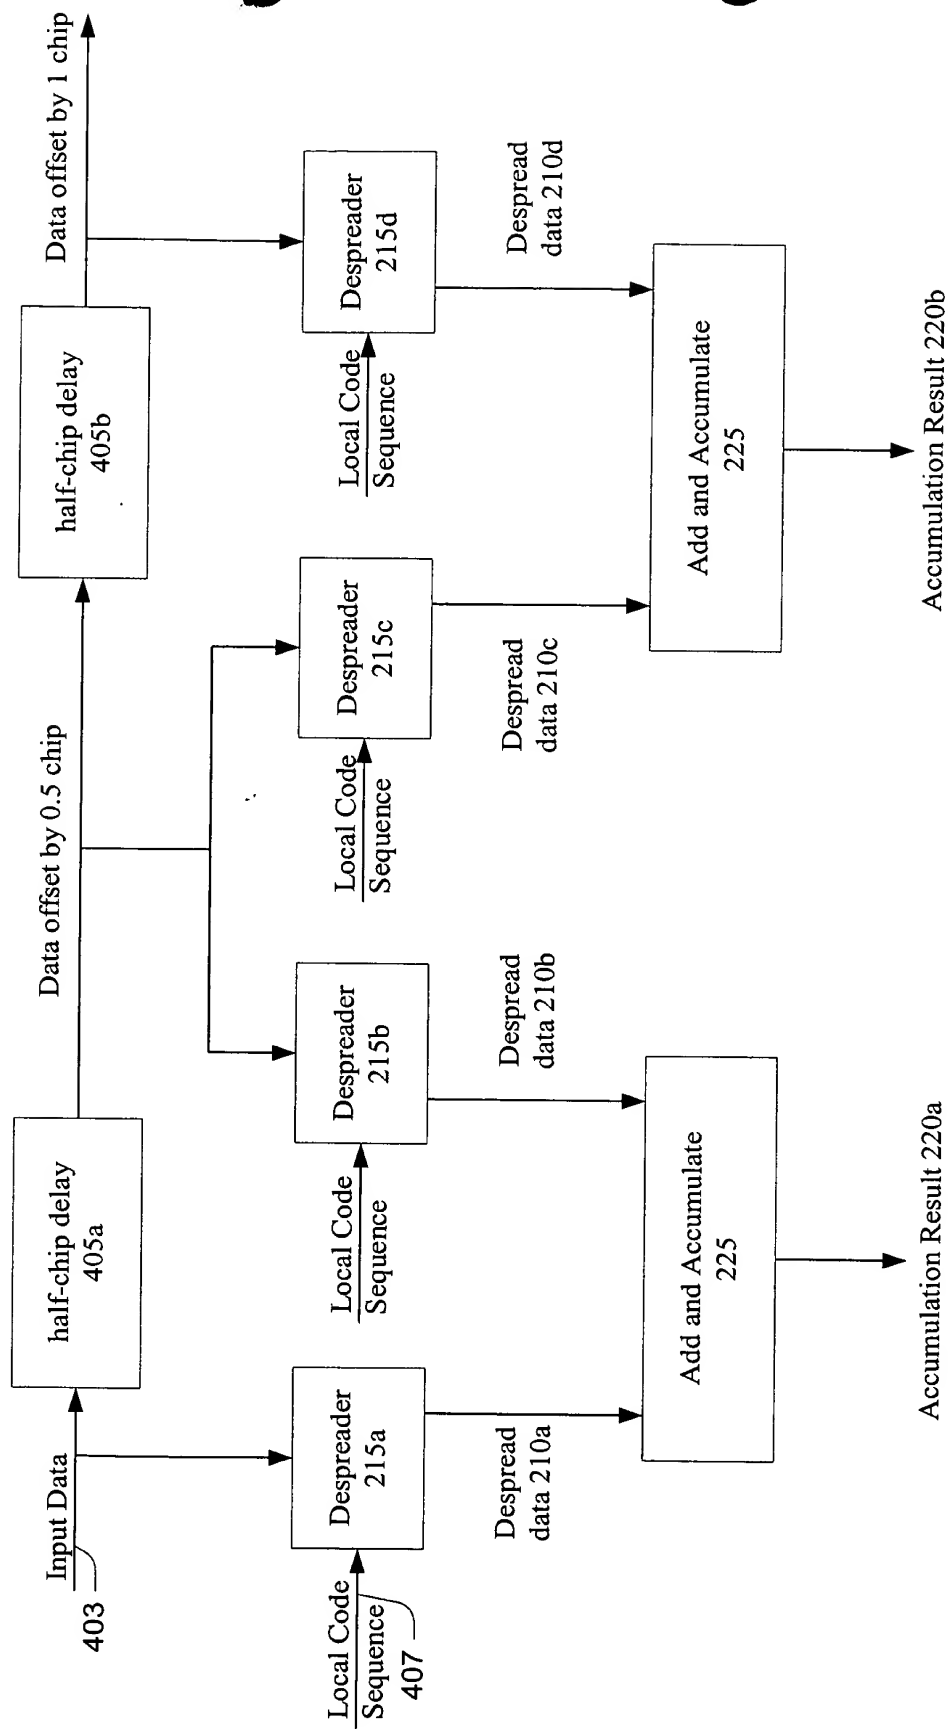 Input Data
403
half-chip delay
405a
Data offset by 0.5 chip
half-chip delay
405b
Data offset by 1 chip
Local Code
Sequence
407
Despreader
215a
Local Code
Sequence
Despreader
215b
Local Code
Sequence
Despreader
215c
Local Code
Sequence
Despreader
215d
Despread
data 210a
Despread
data 210b
Despread
data 210c
Despread
data 210d
Add and Accumulate
225
Add and Accumulate
225
Accumulation Result 220a
Accumulation Result 220b